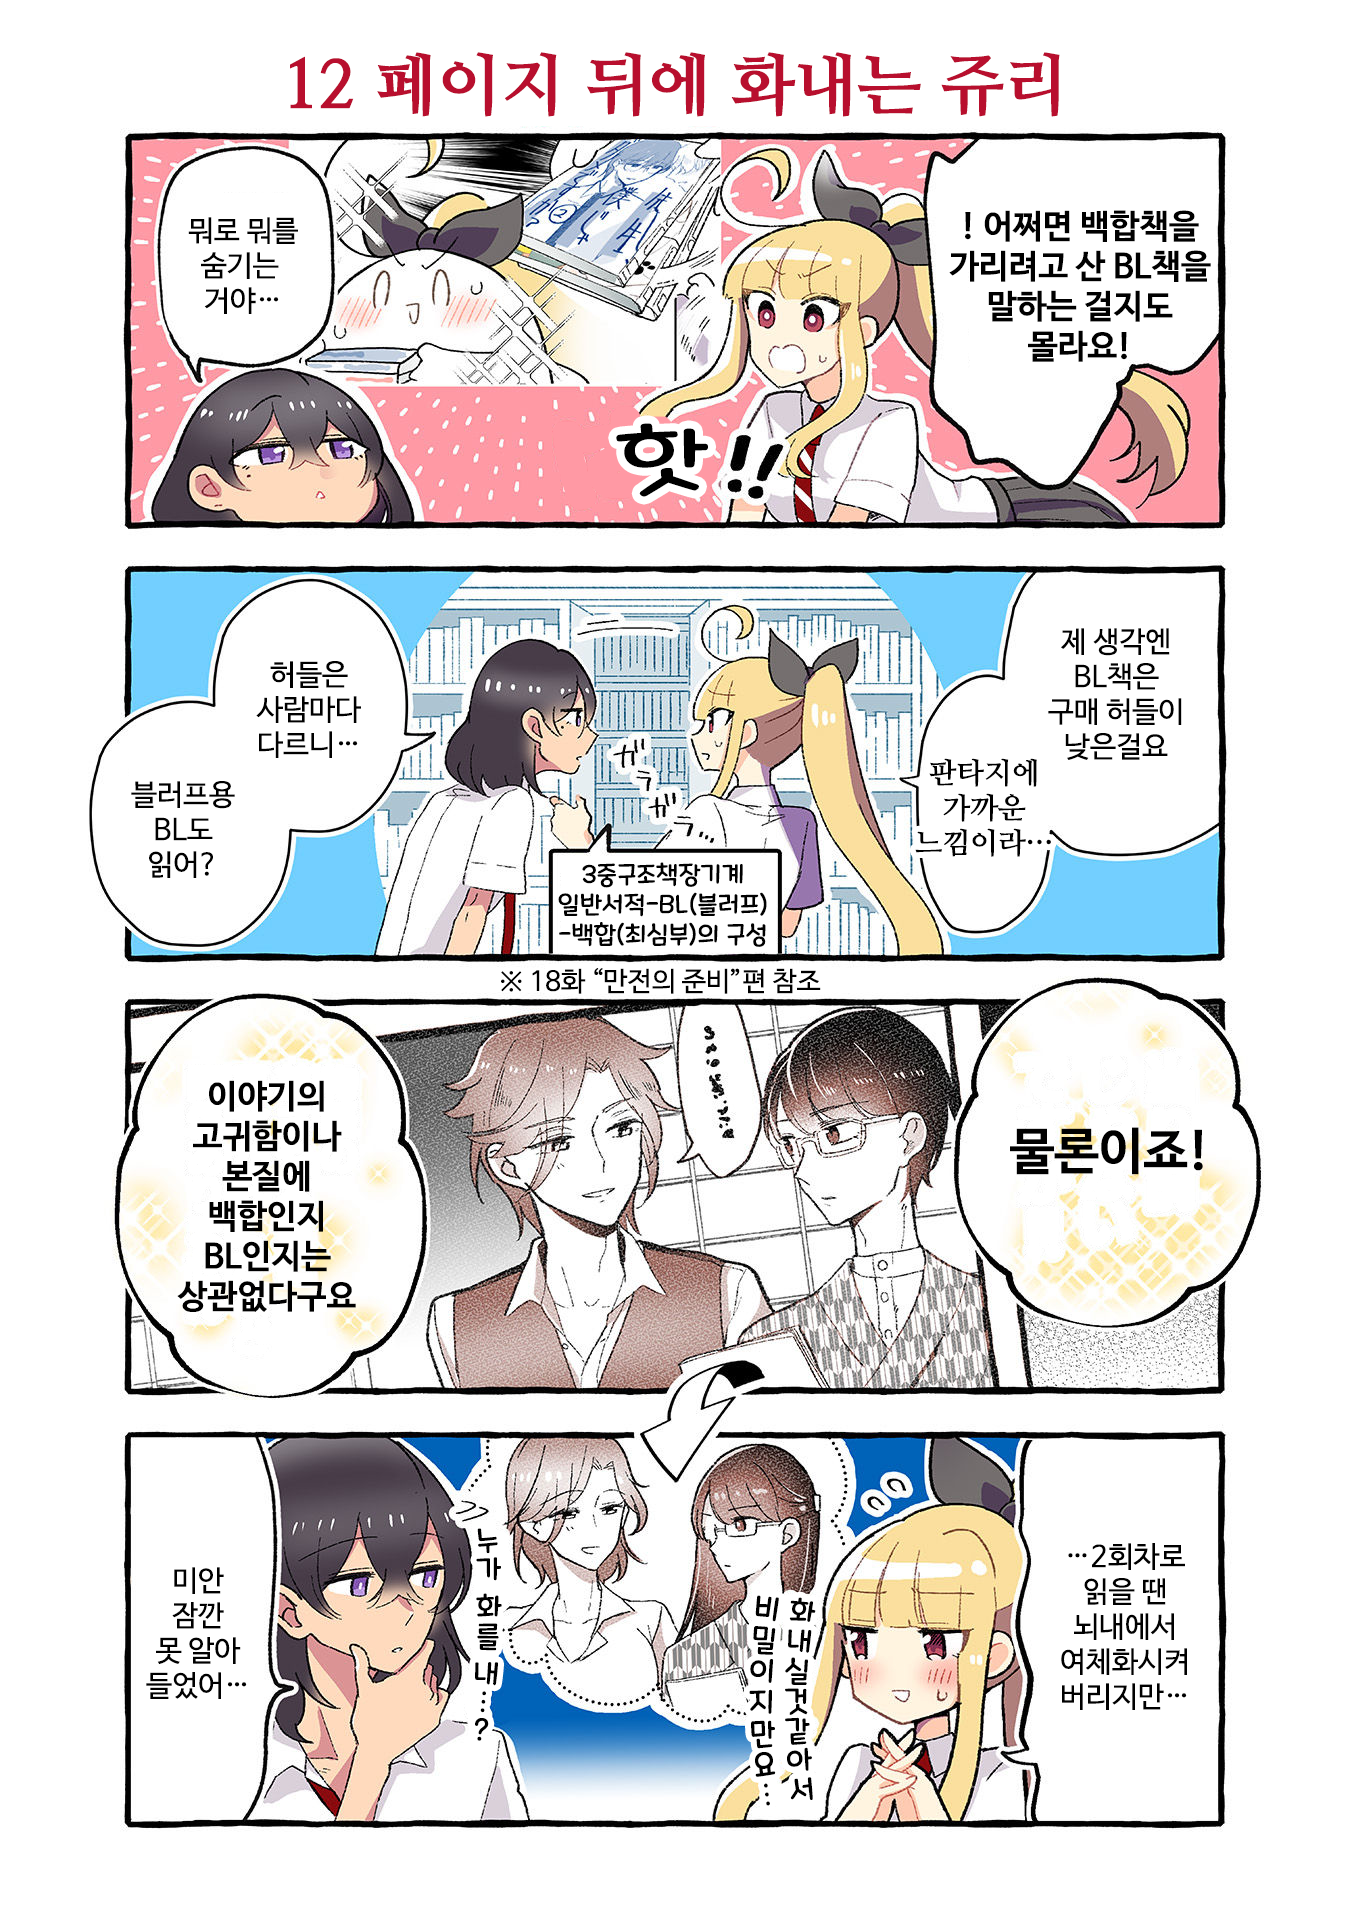 12 페이지 뒤에 화내는 쥬리
! 어쩌면 백합책을
가리려고 산 BL책을
말하는 걸지도
몰라요!
핫!!
뭐로 뭐를
숨기는
거야…
제 생각엔
BL책은
구매 허들이
낮은걸요
판타지에
가까운
느낌이라…
허들은
사람마다
다르니…
블러프용
BL도
읽어?
ガラガラ…
3중구조책장기계
일반서적-BL(블러프)
-백합(최심부)의 구성
※ 18화 “만전의 준비”편 참조
물론이죠!
이야기의
고귀함이나
본질에
백합인지
BL인지는
상관없다구요
…2회차로
읽을 땐
뇌내에서
여체화시켜
버리지만…
화내실것같아서
비밀이지만요…
누가 화를 내…?
미안
잠깐
못 알아
들었어…